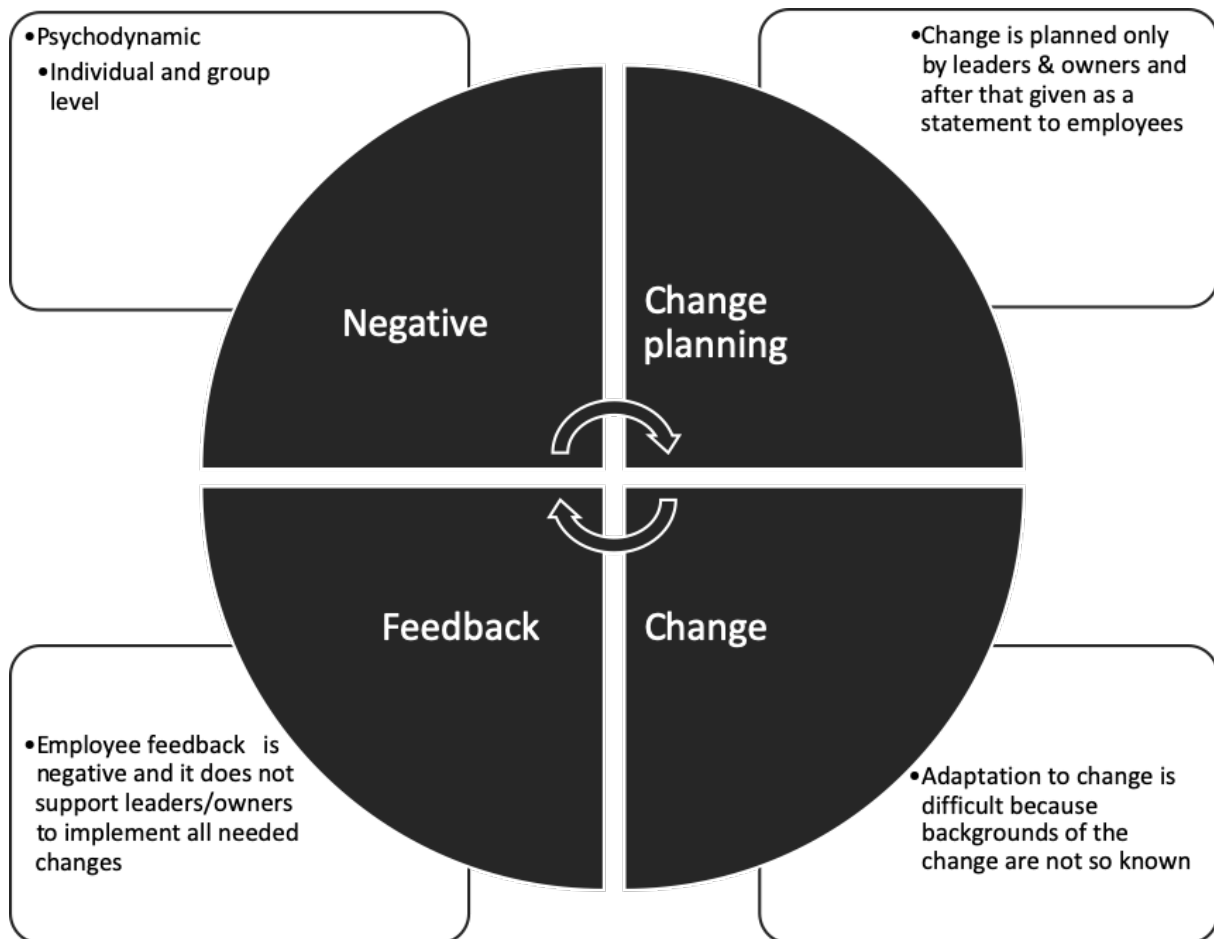 •Psychodynamic
•Individual and group
level
•Change is planned only
by leaders & owners and
after that given as a
statement to employees
Negative
Change
planning
Feedback
Change
•Employee feedback is
negative and it does not
support leaders/owners
to implement all needed
changes
•Adaptation to change is
difficult because
backgrounds of the
change are not so known